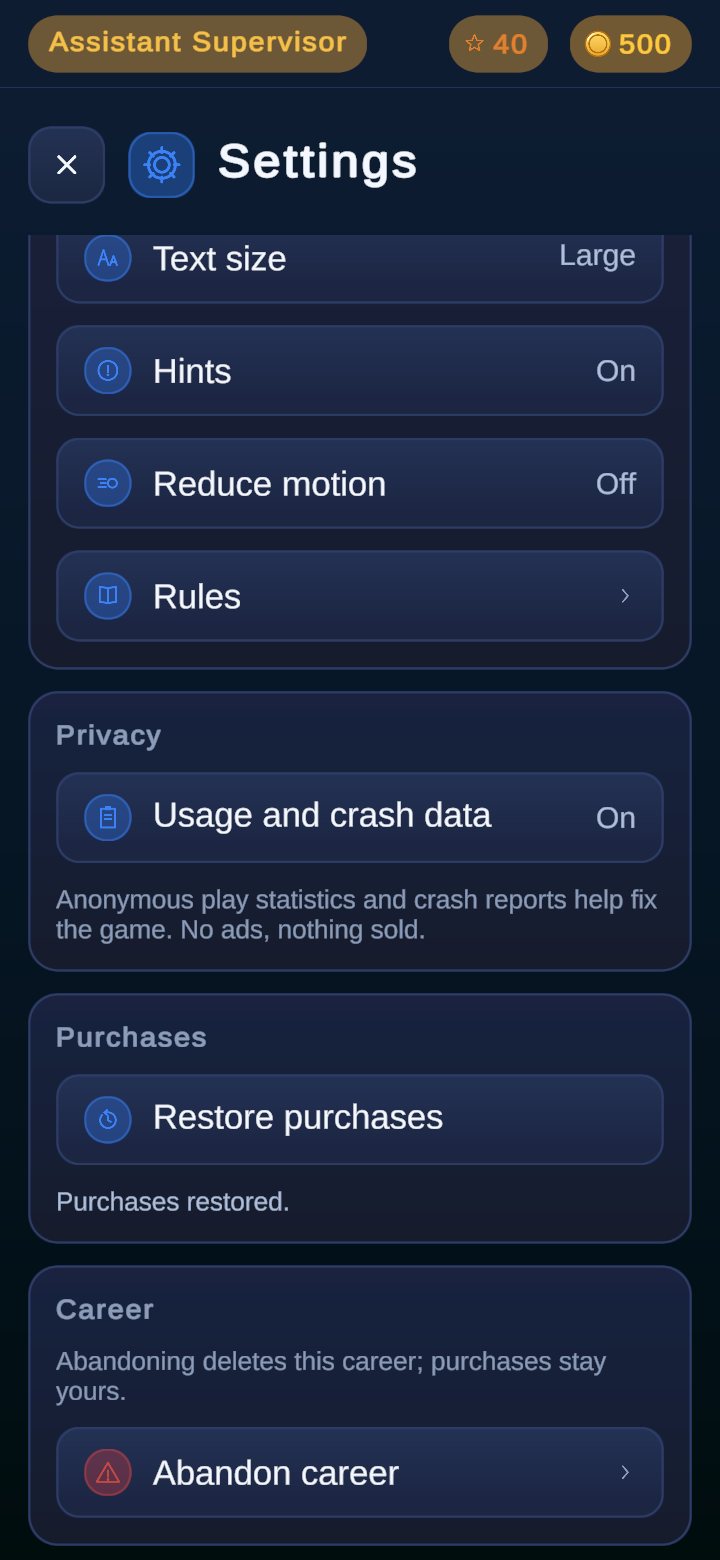 Assistant Supervisor
40
500
Settings
Text size
Large
Hints
On
Reduce motion
Off
Rules
Privacy
Usage and crash data
On
Anonymous play statistics and crash reports help fix
the game. No ads, nothing sold.
Purchases
Restore purchases
Purchases restored.
Career
Abandoning deletes this career; purchases stay
yours.
Abandon career